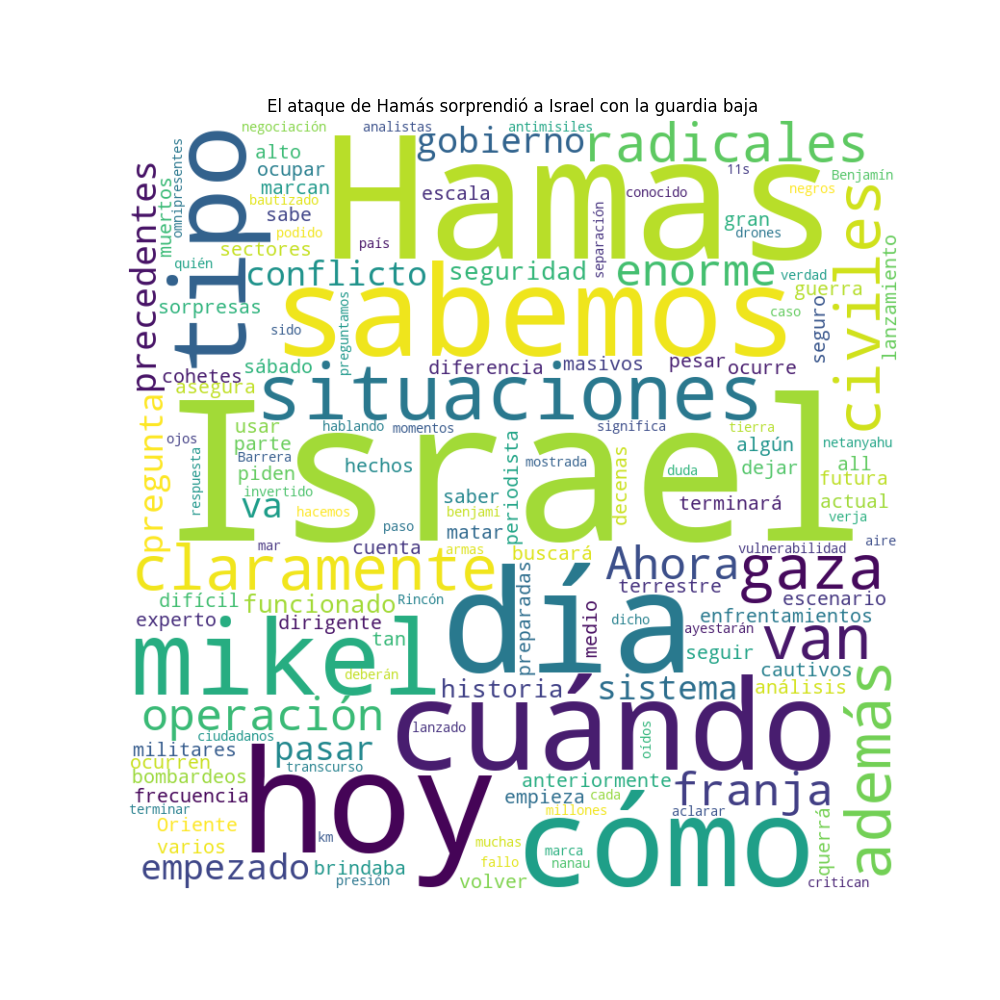 El ataque de Hamás sorprendió a Israel con la guardia baja
negociación
analistas
antimisiles
tipo
Hamas
gobierno
radicales
alto
ocupar
marcan
bautizado
omnipresentes
muertos
precedentes
escala
conocido
11s
Benjamín
negros
civiles
sabe
podido
sectores
país
separación
gran
drones
quién
conflicto
seguridad
enorme
verdad
guerra
lanzamiento
sabemos
sorpresas
preguntamos
caso
seguro
sido
sábado
diferencia
masivos
pesar
ocurre
cohetes
asegura
situaciones
pregunta
Israel
usar
hablando
momentos
significa
tierra
ojos
parte
Barrera
respuesta
piden
hechos
periodista
mostrada
decenas
duda
algún
dejar
netanyahu
all
futura
invertido
va
hacemos
saber
benjamí
terminará
actual
verja
paso
matar
mar
cuenta
armas
buscará
vulnerabilidad
aire
claramente
Ahora
gaza
día
terrestre
escenario
difícil
funcionado
Rincón
preparadas
medio
dicho
enfrentamientos
experto
dirigente
tan
ayestarán
van
mikel
seguir
cautivos
deberán
historia
sistema
análisis
además
operación
cuándo
lanzado
ciudadanos
militares
pasar
oídos
ocurren
transcurso
bombardeos
hoy
anteriormente
franja
frecuencia
empieza
cada
terminar
millones
aclarar
Oriente
km
cómo
querrá
varios
muchas
marca
empezado
brindaba
fallo
nanau
presión
volver
critican